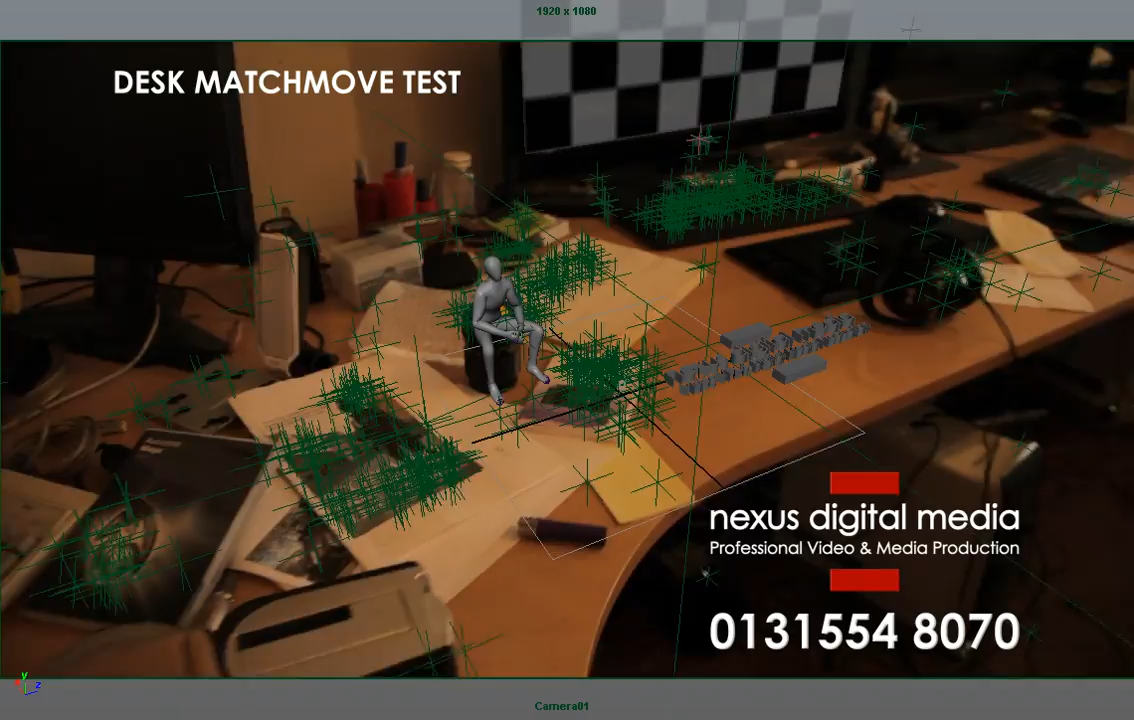 1920 x 1080
DESK MATCHMOVE TEST
nexus digital media
Professional Video & Media Production
0131554 8070
y
z
Camera01